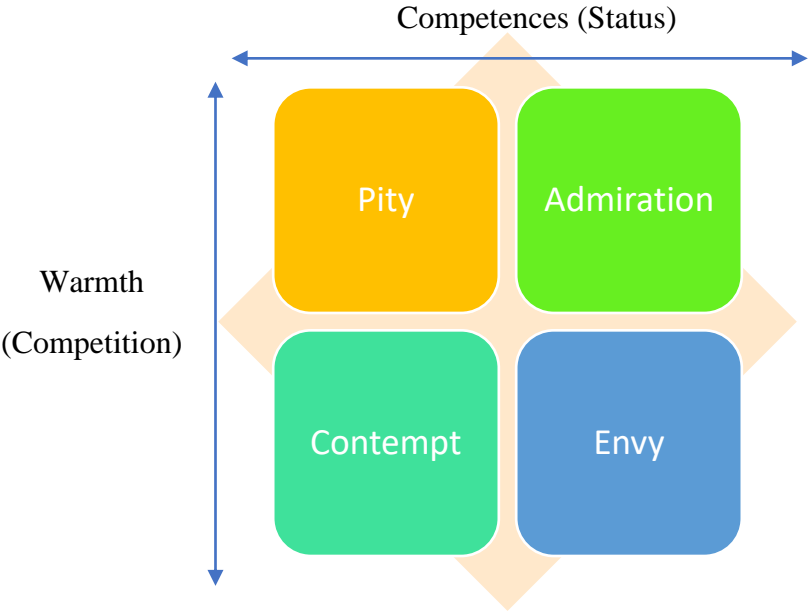 Competences (Status)
Pity
Admiration
Warmth
(Competition)
Contempt
Envy